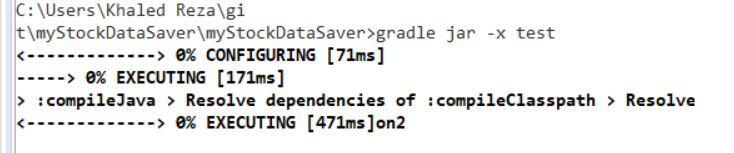 C:\Users\Khaled Reza\gi
t\myStockDataSaver\myStockDataSaver>gradle jar -x test
<-------------> 0% CONFIGURING [71ms]
-----> 0% EXECUTING [171ms]
> :compileJava > Resolve dependencies of :compileClasspath > Resolve
<-------------> 0% EXECUTING [471ms]on2